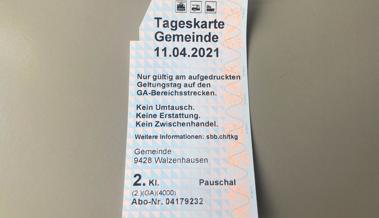 Tageskarte
Gemeinde
11.04.2021
Nur gültig am aufgedruckten
Geltungstag auf den
GA-Bereichsstrecken.
Kein Umtausch.
Keine Erstattung.
Kein Zwischenhandel.
Weitere Informationen: sbb.ch/tkg
Gemeinde
9428 Walzenhausen
2. Kl. Pauschal
(2)(GA)(4000)
Abo-Nr. 04179232